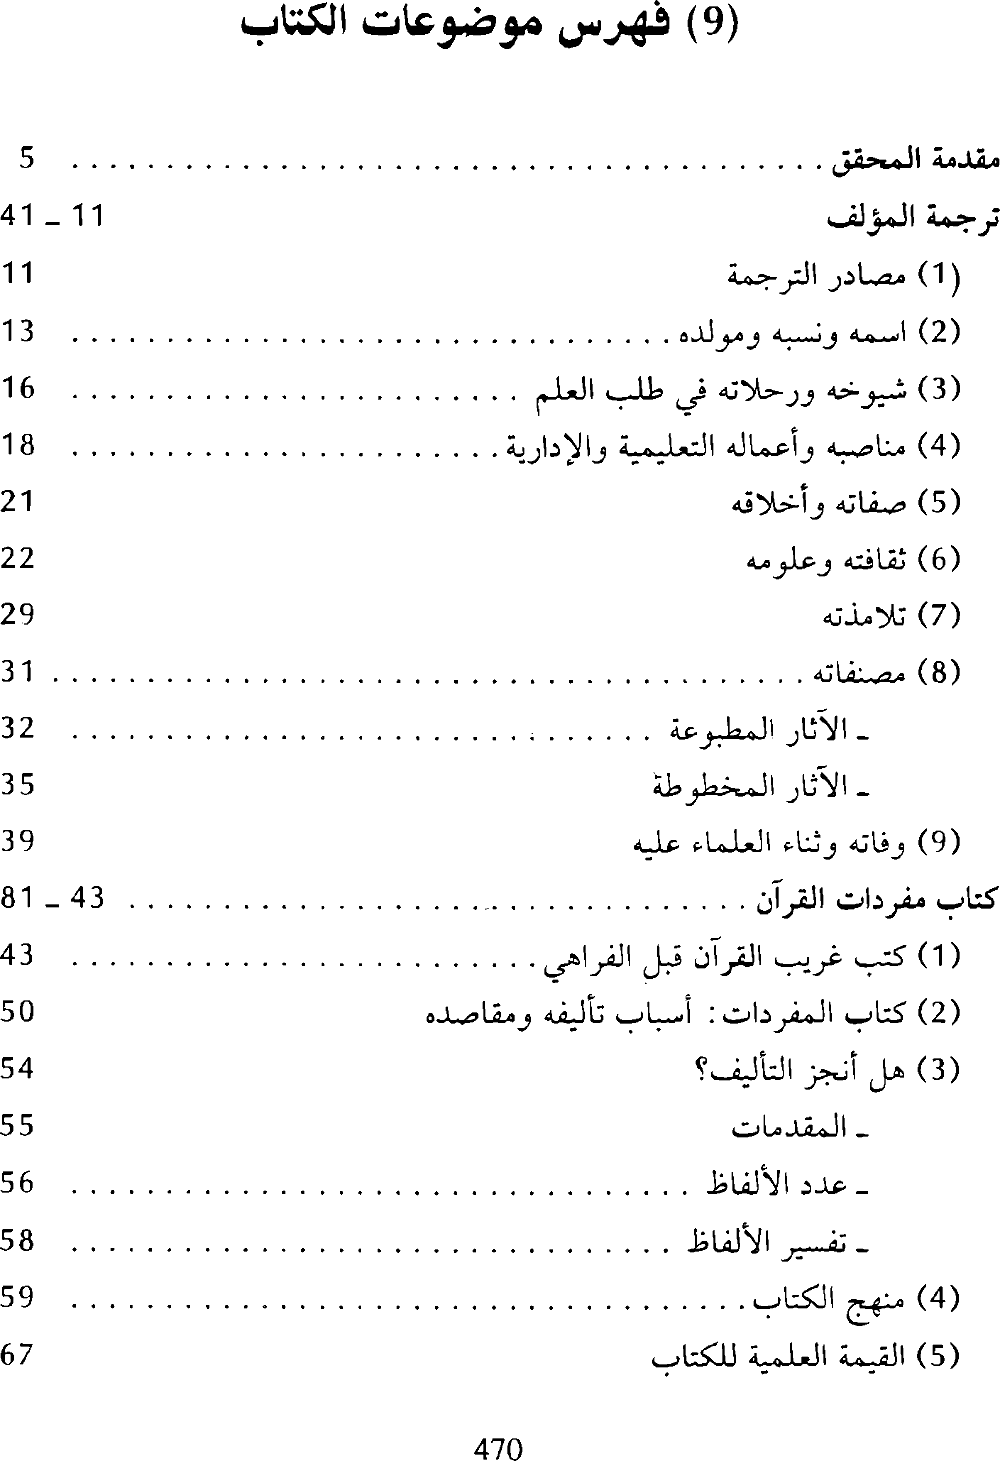 (9) فهرس موضوعات الكتاب
مقدمة المحقق ........................................ 5
ترجمة المؤلف 11 ـ 41
(1) مصادر الترجمة 11
(2) اسمه ونسبه ومولده ................................ 13
(3) شيوخه ورحلاته في طلب العلم ........................ 16
(4) مناصبه وأعماله التعليمية والإدارية ....................... 18
(5) صفاته وأخلاقه 21
(6) ثقافته وعلومه 22
(7) تلامذته 29
(8) مصنفاته ........................................ 31
ـ الآثار المطبوعة ............................... 32
ـ الآثار المخطوطة 35
(9) وفاته وثناء العلماء عليه 39
كتاب مفردات القرآن ................................. 43 ـ 81
(1) كتب غريب القرآن قبل الفراهي ......................... 43
(2) كتاب المفردات: أسباب تأليفه ومقاصده 50
(3) هل أنجز التأليف؟ 54
ـ المقدمات 55
ـ عدد الألفاظ ................................. 56
ـ تفسير الألفاظ ................................ 58
(4) منهج الكتاب .................................... 59
(5) القيمة العلمية للكتاب 67
470